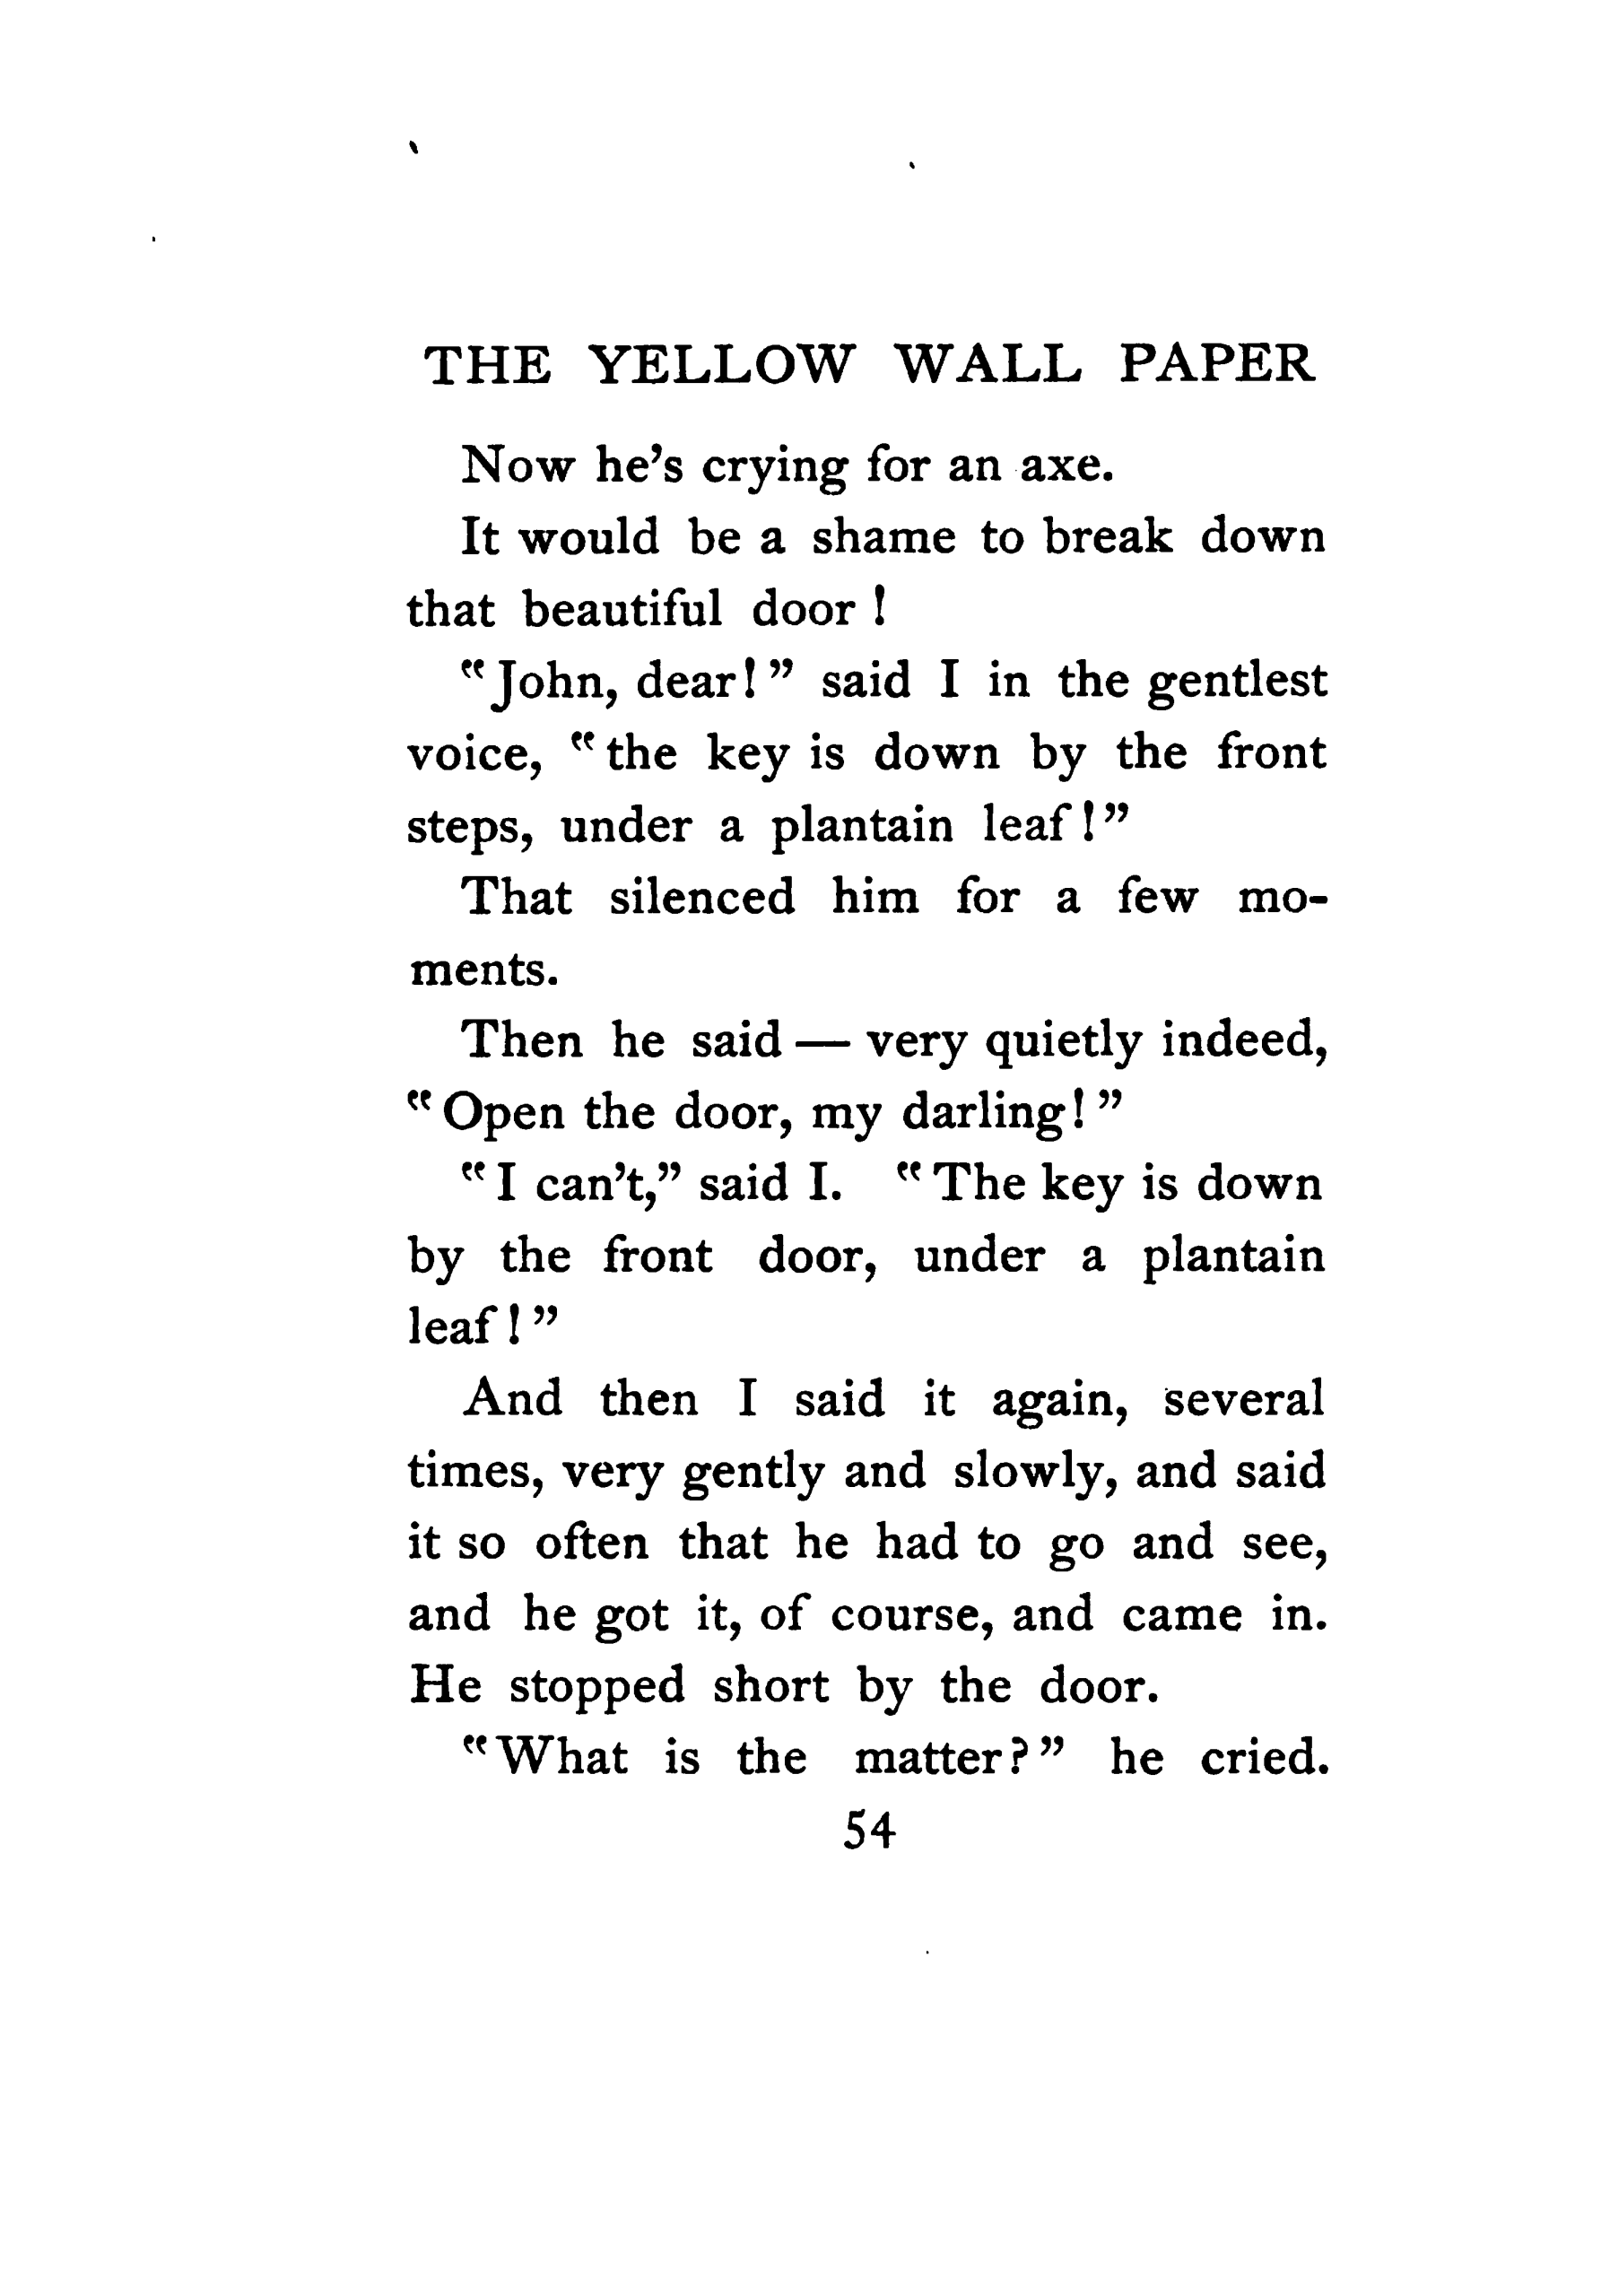 THE YELLOW WALL PAPER
Now he's crying for an axe.
It would be a shame to break down
that beautiful door!
"John, dear!" said I in the gentlest
voice, "the key is down by the front
steps, under a plantain leaf!"
That silenced him for a few mo-
ments.
Then he said — very quietly indeed,
"Open the door, my darling!"
"I can't," said I. "The key is down
by the front door, under a plantain
leaf!"
And then I said it again, several
times, very gently and slowly, and said
it so often that he had to go and see,
and he got it, of course, and came in.
He stopped short by the door.
"What is the matter?" he cried.
54